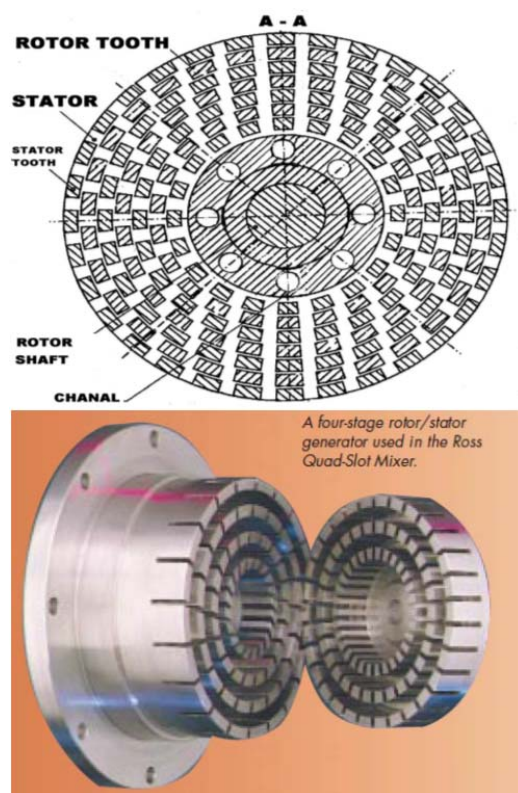 A - A
ROTOR TOOTH
STATOR
STATOR
TOOTH
ROTOR
SHAFT
CHANAL
A four-stage rotor/stator
generator used in the Ross
Quad-Slot Mixer.